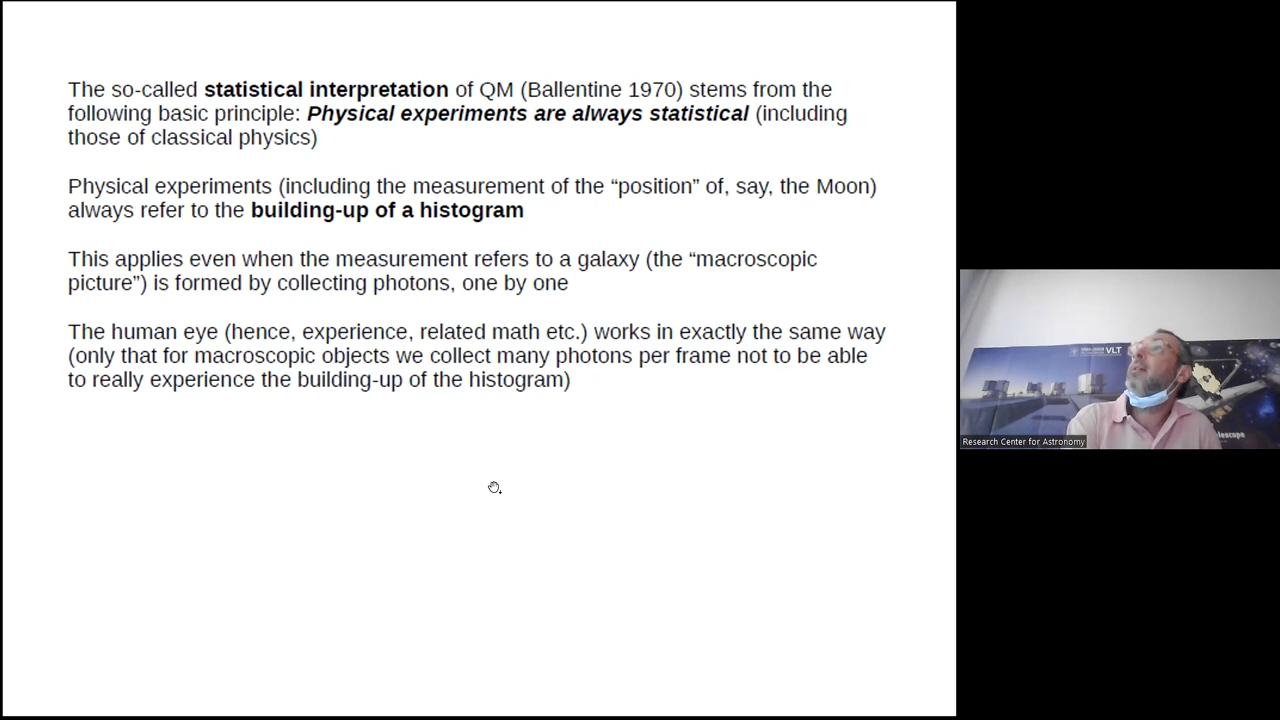 The so-called statistical interpretation of QM (Ballentine 1970) stems from the
following basic principle: Physical experiments are always statistical (including
those of classical physics)
Physical experiments (including the measurement of the “position” of, say, the Moon)
always refer to the building-up of a histogram
This applies even when the measurement refers to a galaxy (the “macroscopic
picture”) is formed by collecting photons, one by one
The human eye (hence, experience, related math etc.) works in exactly the same way
(only that for macroscopic objects we collect many photons per frame not to be able
to really experience the building-up of the histogram)
VLT
Research Center for Astronomy